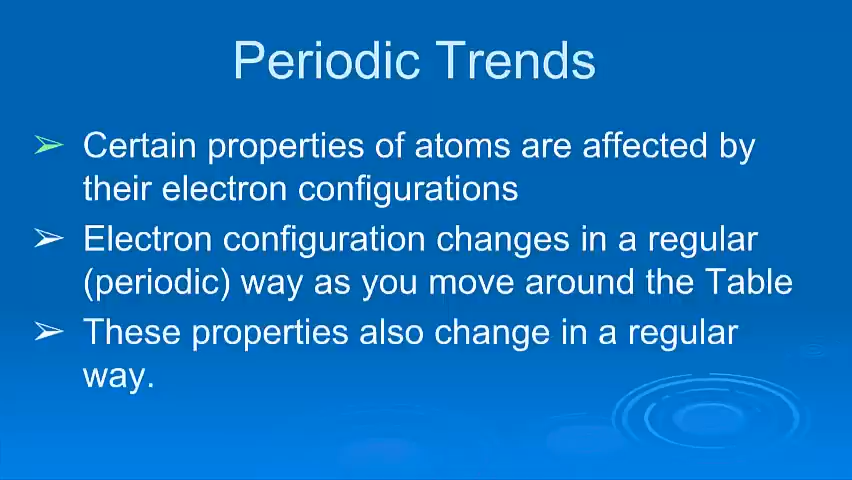 Periodic Trends
➢ Certain properties of atoms are affected by
their electron configurations
➢ Electron configuration changes in a regular
(periodic) way as you move around the Table
➢ These properties also change in a regular
way.